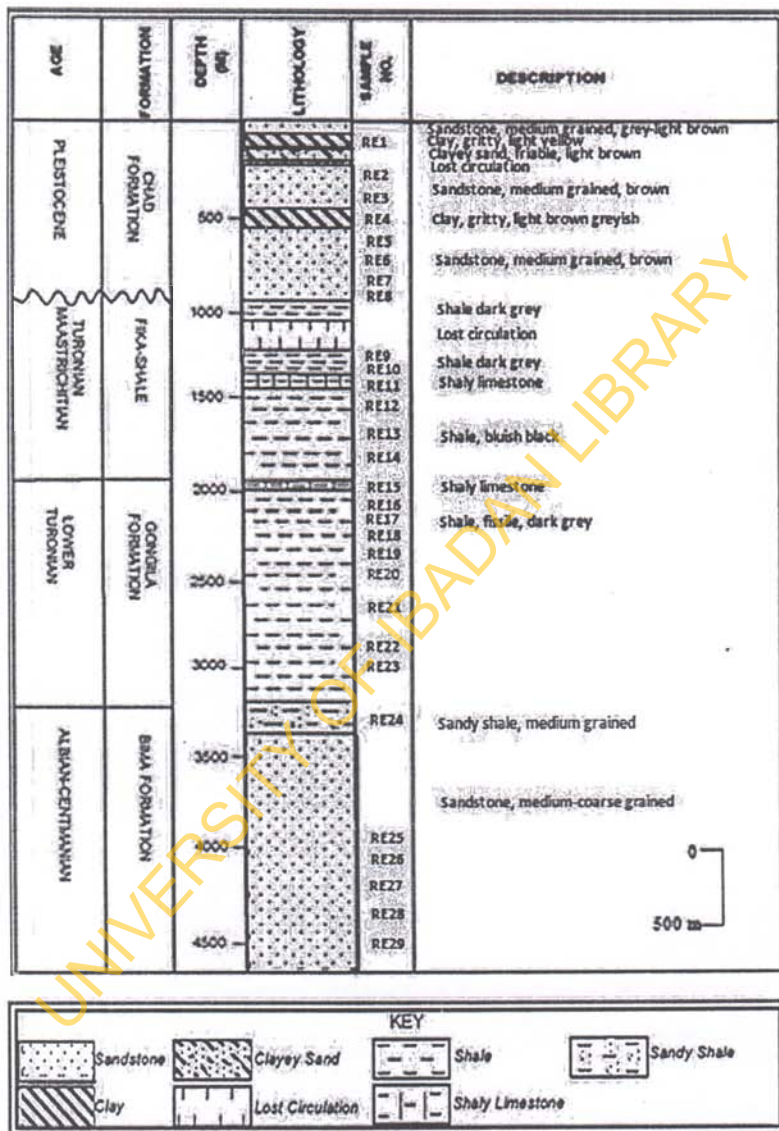 AGE
FORMATION
DEPTH (M)
LITHOLOGY
SAMPLE NO.
DESCRIPTION
PLEISTOCENE
CHAD FORMATION
TURONIAN MAASTRICHTIAN
FIKA-SHALE
LOWER TURONIAN
GONGILA FORMATION
ALBIAN-CENTMANIAN
BIMA FORMATION
500
1000
1500
2000
2500
3000
3500
4000
4500
RE1
RE2
RE3
RE4
RE5
RE6
RE7
RE8
RE9
RE10
RE11
RE12
RE13
RE14
RE15
RE16
RE17
RE18
RE19
RE20
RE21
RE22
RE23
RE24
RE25
RE26
RE27
RE28
RE29
Sandstone, medium grained, grey-light brown
Clay, gritty, light yellow
Clayey sand, friable, light brown
Lost circulation
Sandstone, medium grained, brown
Clay, gritty, light brown greyish
Sandstone, medium grained, brown
Shale dark grey
Lost circulation
Shale dark grey
Shaly limestone
Shale, bluish black
Shaly limestone
Shale, fissile, dark grey
Sandy shale, medium grained
Sandstone, medium-coarse grained
0
500 m
UNIVERSITY OF IBADAN LIBRARY
KEY
Sandstone
Clayey Sand
Shale
Sandy Shale
Clay
Lost Circulation
Shaly Limestone